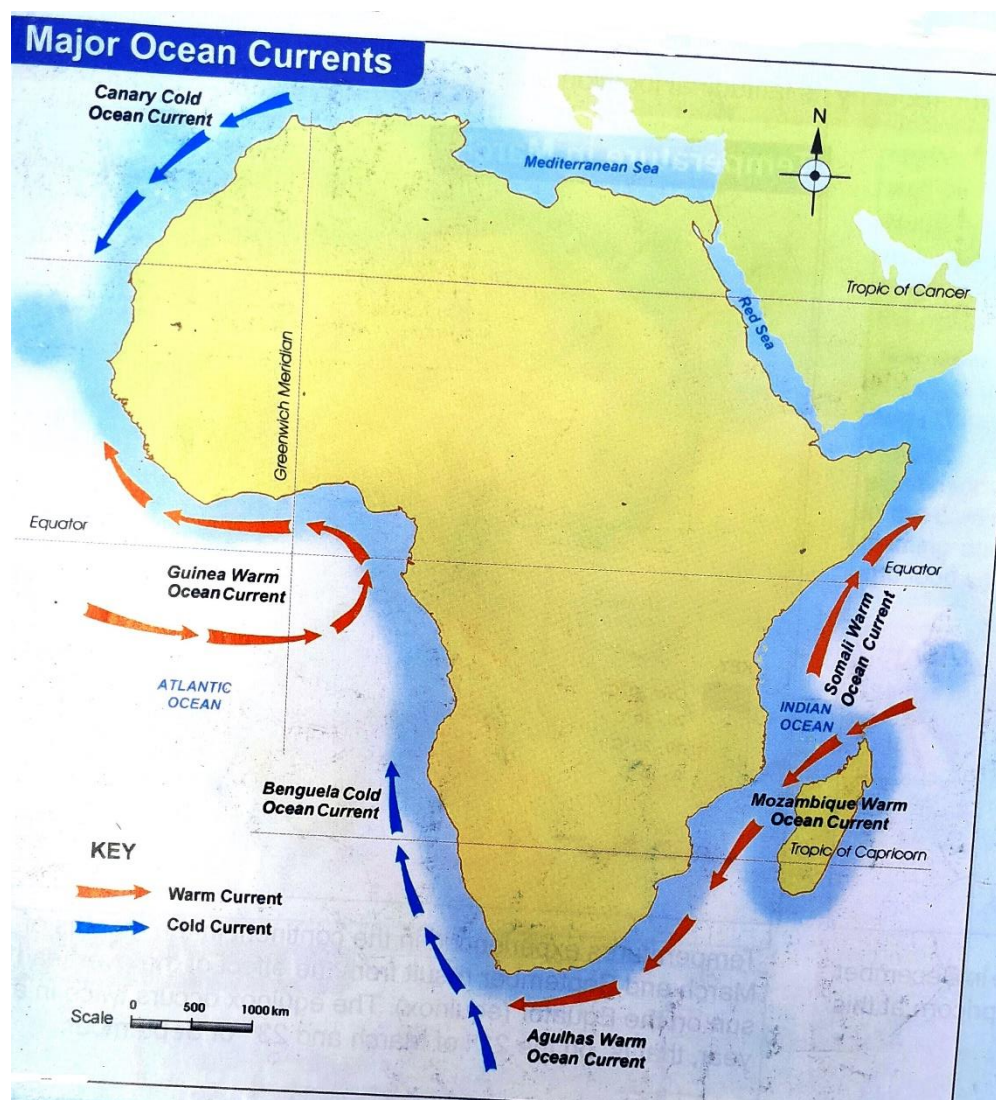 Major Ocean Currents
Canary Cold
Ocean Current
N
Mediterranean Sea
Tropic of Cancer
Red Sea
Greenwich Meridian
Equator
Guinea Warm
Ocean Current
Equator
Somali Warm
Ocean Current
ATLANTIC
OCEAN
INDIAN
OCEAN
Benguela Cold
Ocean Current
Mozambique Warm
Ocean Current
Tropic of Capricorn
KEY
Warm Current
Cold Current
Scale
0 500 1000 km
Agulhas Warm
Ocean Current